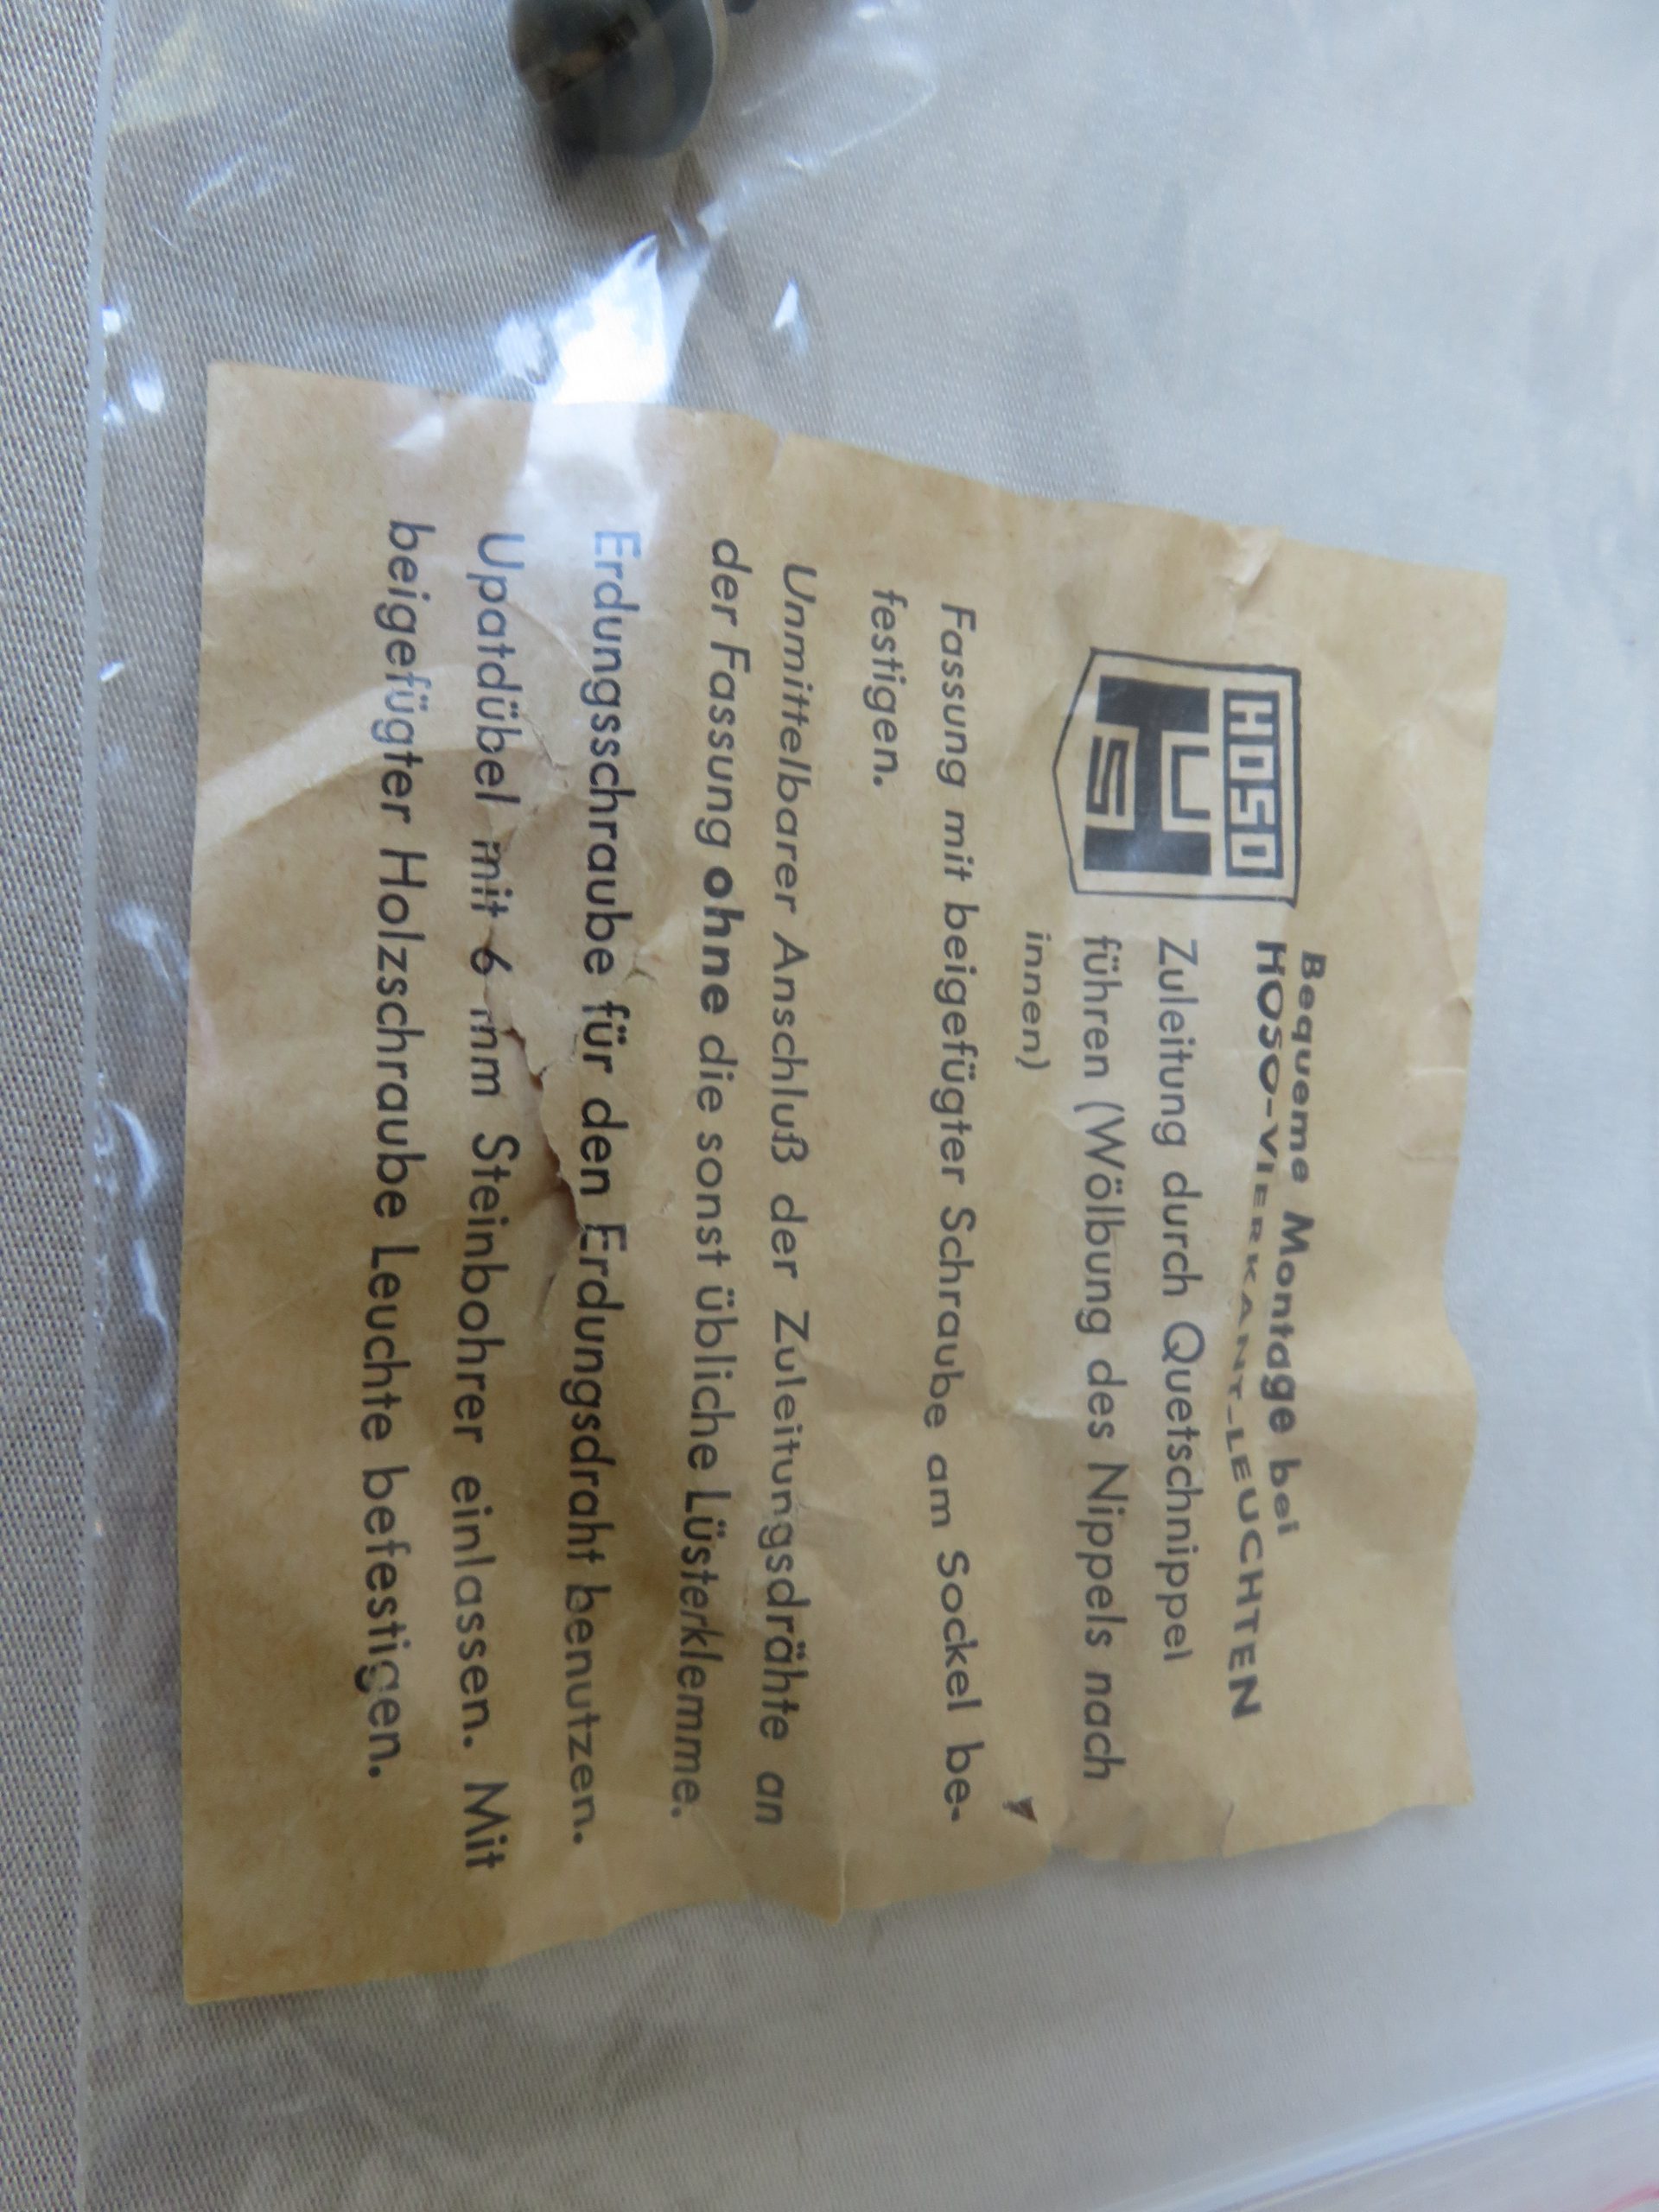 HOSO
HuS
Bequeme Montage bei
HOSO-VIERKANT-LEUCHTEN
Zuleitung durch Quetschnippel
führen (Wölbung des Nippels nach
innen)
Fassung mit beigefügter Schraube am Sockel be-
festigen.
Unmittelbarer Anschluß der Zuleitungsdrähte an
der Fassung ohne die sonst übliche Lüsterklemme.
Erdungsschraube für den Erdungsdraht benutzen.
Upatdübel mit 6 mm Steinbohrer einlassen. Mit
beigefügter Holzschraube Leuchte befestigen.